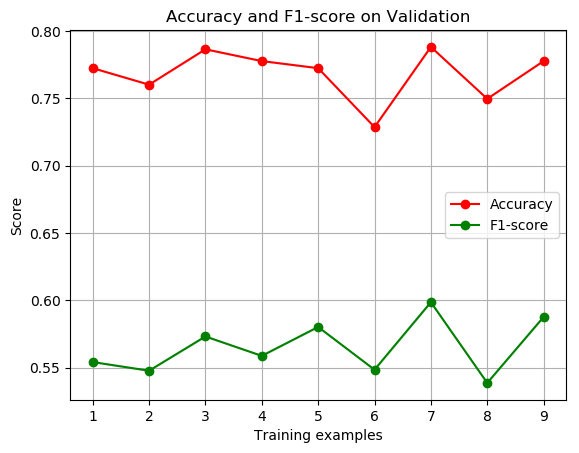 Accuracy and F1-score on Validation
0.80
0.75
0.70
0.65
0.60
0.55
Score
Accuracy
F1-score
1 2 3 4 5 6 7 8 9
Training examples